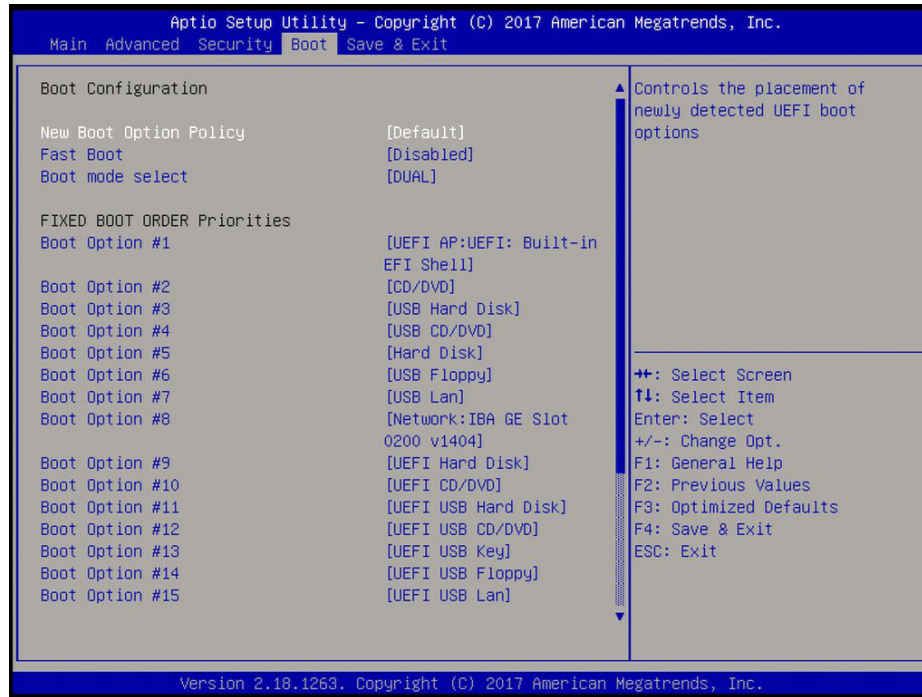 Aptio Setup Utility – Copyright (C) 2017 American Megatrends, Inc.
Main Advanced Security Boot Save & Exit
Boot Configuration
New Boot Option Policy [Default]
Fast Boot [Disabled]
Boot mode select [DUAL]
FIXED BOOT ORDER Priorities
Boot Option #1 [UEFI AP:UEFI: Built-in
EFI Shell]
Boot Option #2 [CD/DVD]
Boot Option #3 [USB Hard Disk]
Boot Option #4 [USB CD/DVD]
Boot Option #5 [Hard Disk]
Boot Option #6 [USB Floppy]
Boot Option #7 [USB Lan]
Boot Option #8 [Network:IBA GE Slot
0200 v1404]
Boot Option #9 [UEFI Hard Disk]
Boot Option #10 [UEFI CD/DVD]
Boot Option #11 [UEFI USB Hard Disk]
Boot Option #12 [UEFI USB CD/DVD]
Boot Option #13 [UEFI USB Key]
Boot Option #14 [UEFI USB Floppy]
Boot Option #15 [UEFI USB Lan]
Controls the placement of
newly detected UEFI boot
options
→←: Select Screen
↑↓: Select Item
Enter: Select
+/-: Change Opt.
F1: General Help
F2: Previous Values
F3: Optimized Defaults
F4: Save & Exit
ESC: Exit
Version 2.18.1263. Copyright (C) 2017 American Megatrends, Inc.